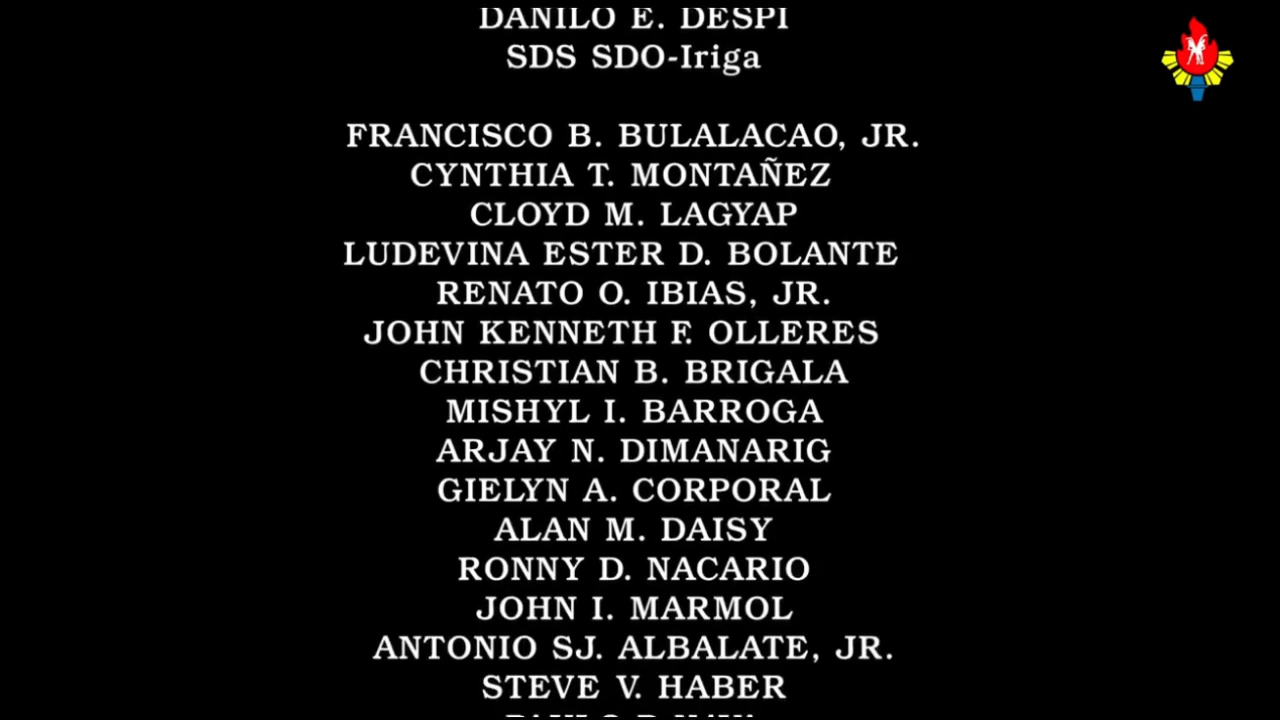 DANILO E. DESPI
SDS SDO-Iriga
FRANCISCO B. BULALACAO, JR.
CYNTHIA T. MONTAÑEZ
CLOYD M. LAGYAP
LUDEVINA ESTER D. BOLANTE
RENATO O. IBIAS, JR.
JOHN KENNETH F. OLLERES
CHRISTIAN B. BRIGALA
MISHYL I. BARROGA
ARJAY N. DIMANARIG
GIELYN A. CORPORAL
ALAN M. DAISY
RONNY D. NACARIO
JOHN I. MARMOL
ANTONIO SJ. ALBALATE, JR.
STEVE V. HABER